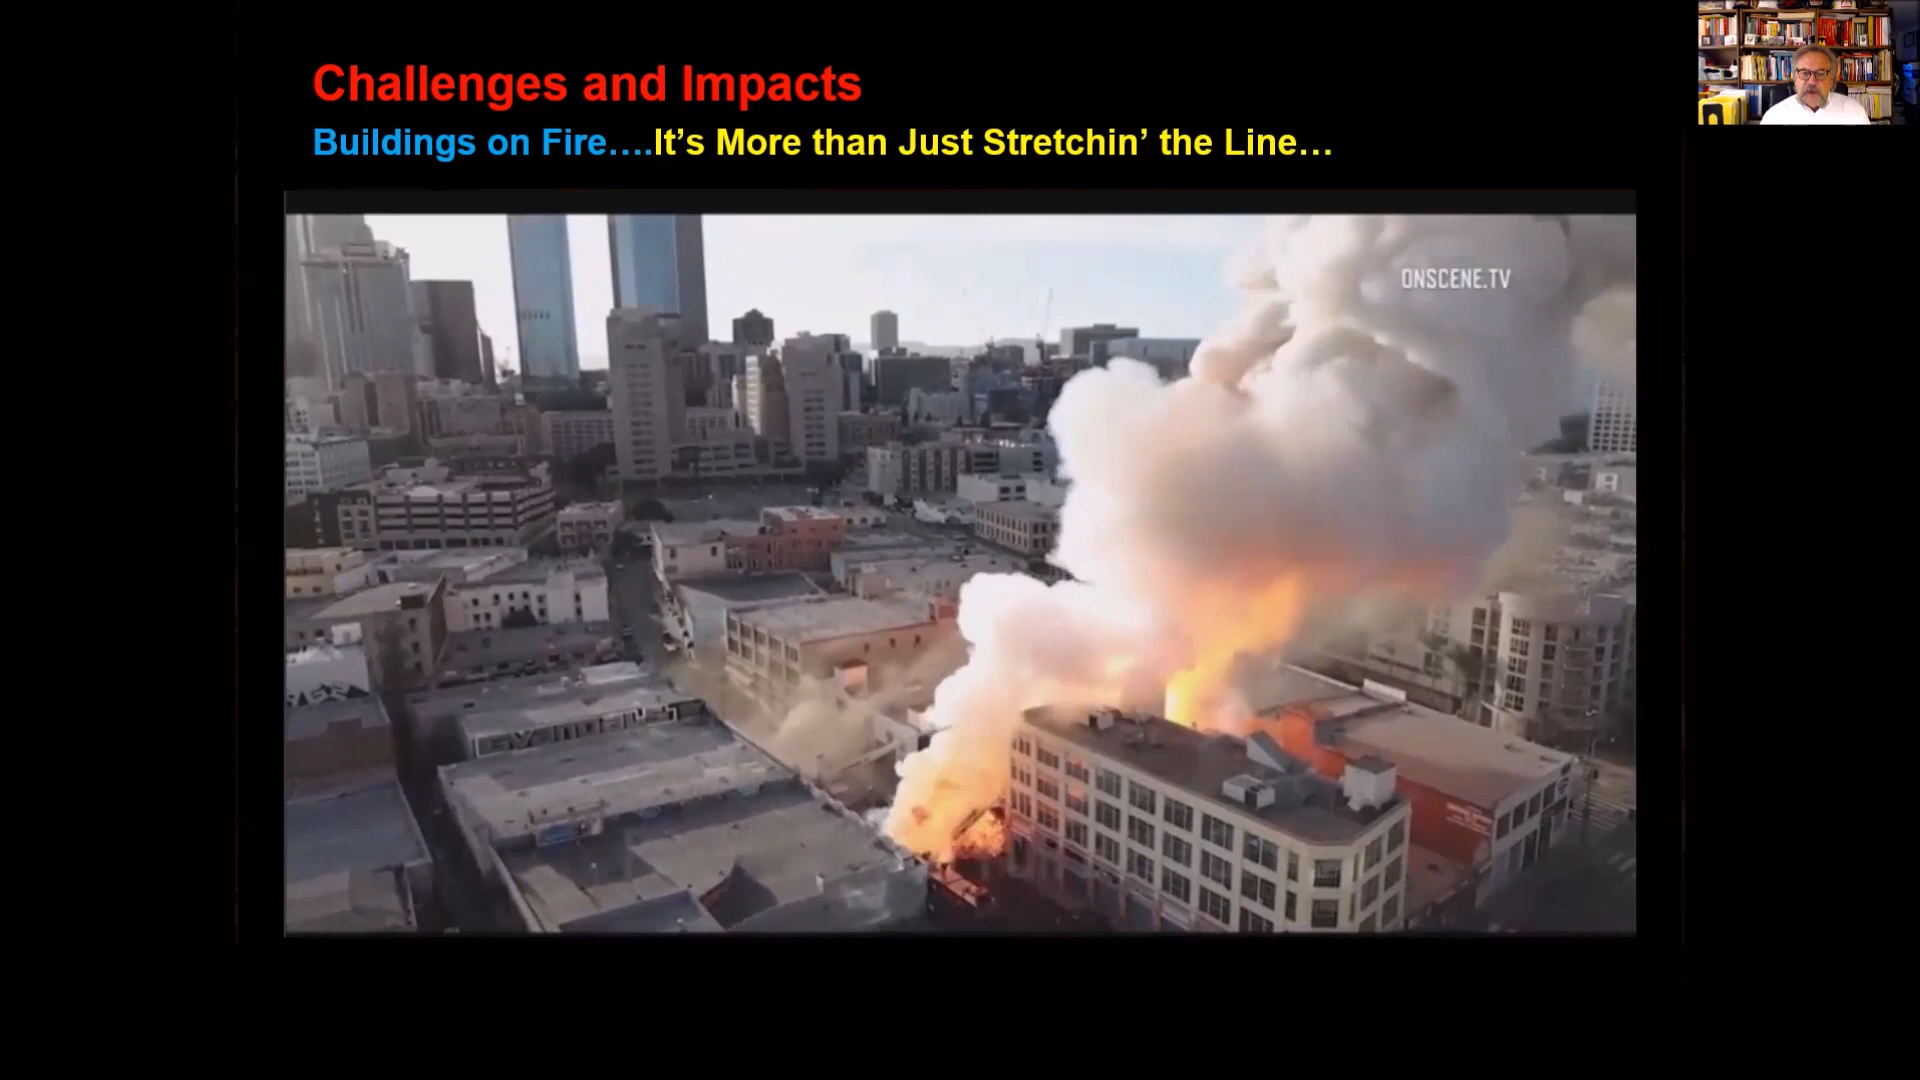 Challenges and Impacts
Buildings on Fire….It’s More than Just Stretchin’ the Line…
ONSCENE.TV